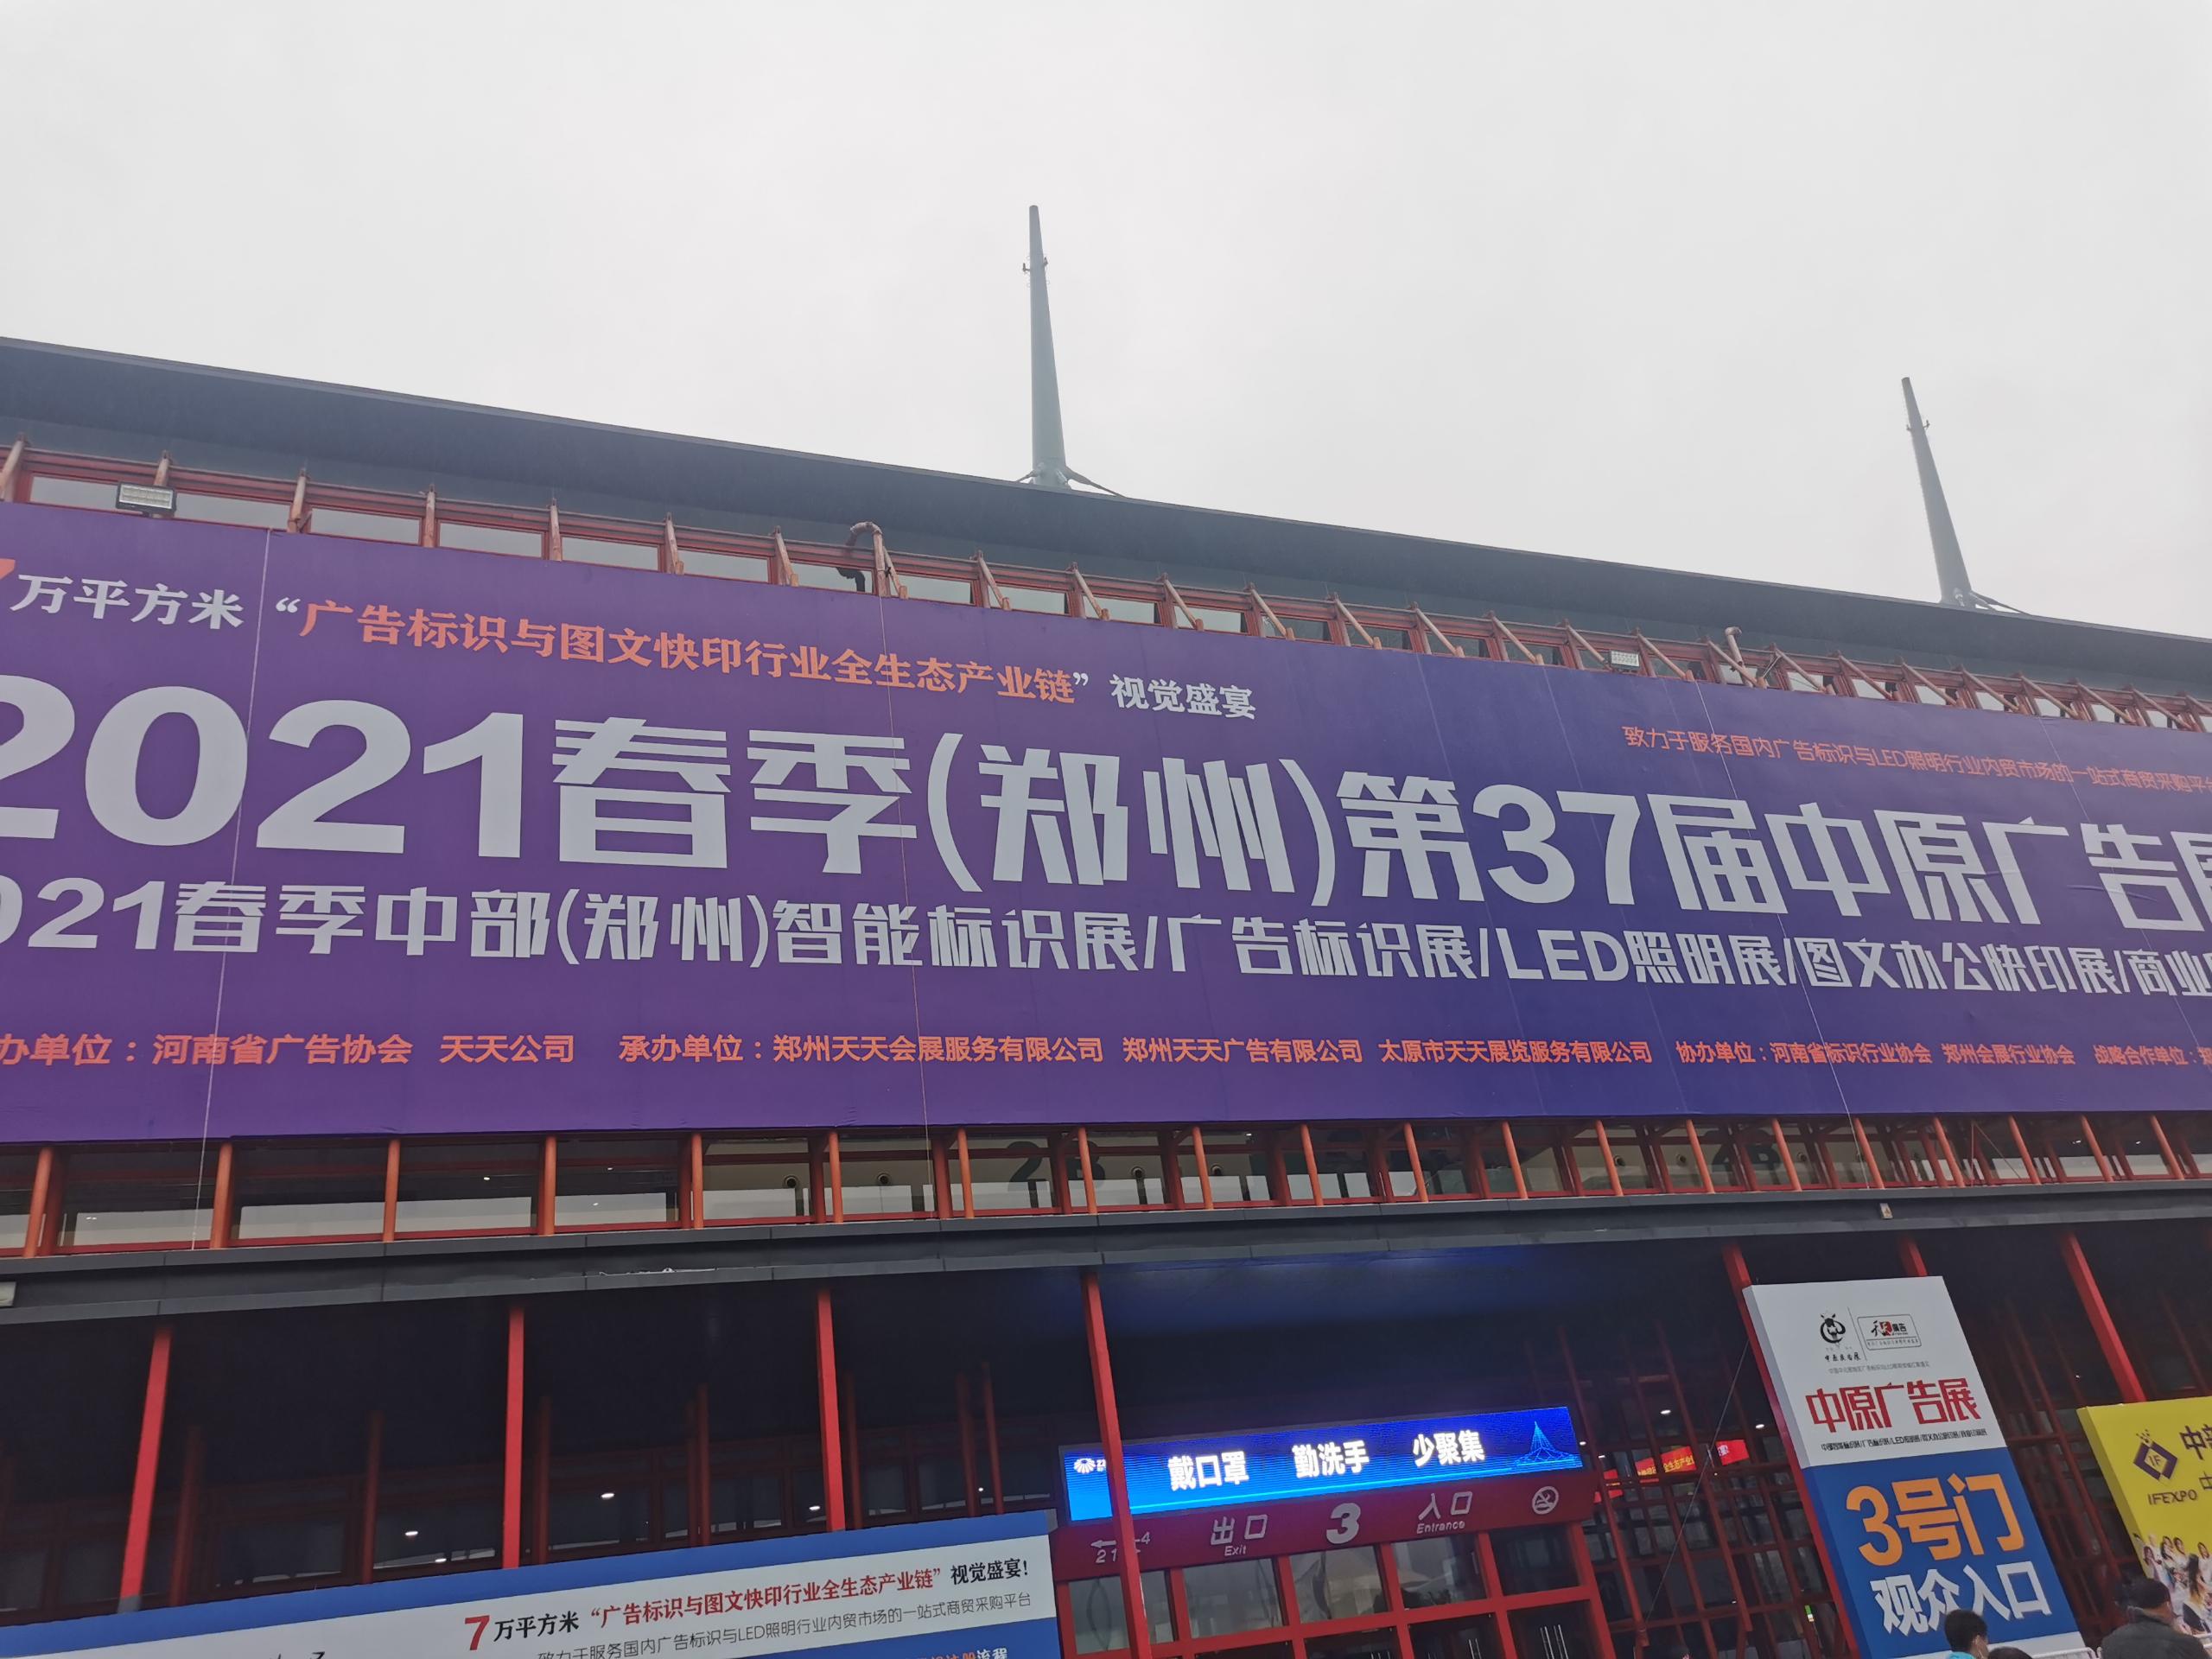 7万平方米 “广告标识与图文快印行业全生态产业链” 视觉盛宴
致力于服务国内广告标识与LED照明行业内贸市场的一站式商贸采购平台
2021春季(郑州)第37届中原广告展
2021春季中部(郑州)智能标识展/广告标识展/LED照明展/图文办公快印展/商业
办单位：河南省广告协会 天天公司 承办单位：郑州天天会展服务有限公司 郑州天天广告有限公司 太原市天天展览服务有限公司 协办单位：河南省标识行业协会 郑州会展行业协会 战略合作单位：
2B
2B
戴口罩 勤洗手 少聚集
出口 3 入口
Exit Entrance
中原广告展
3号门
观众入口
IF
IFEXPO
7万平方米 “广告标识与图文快印行业全生态产业链” 视觉盛宴!
致力于服务国内广告标识与LED照明行业内贸市场的一站式商贸采购平台